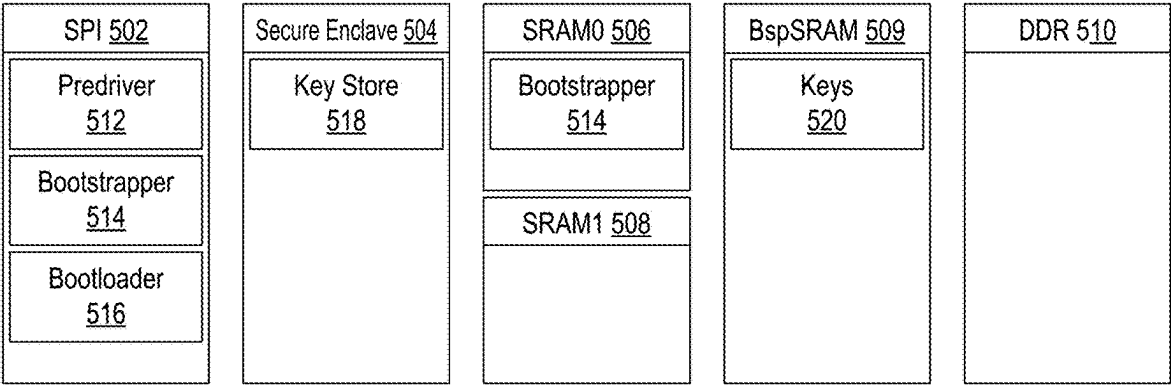 SPI 502
Predriver
512
Bootstrapper
514
Bootloader
516
Secure Enclave 504
Key Store
518
SRAM0 506
Bootstrapper
514
SRAM1 508
BspSRAM 509
Keys
520
DDR 510